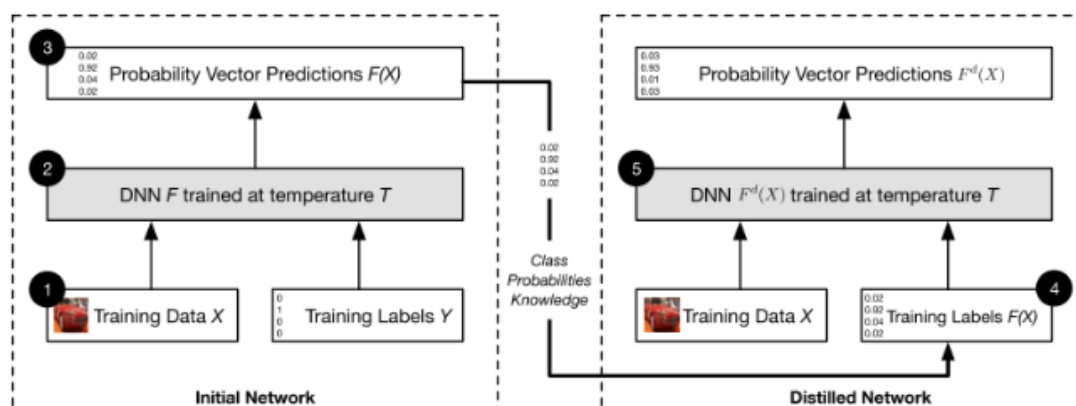 3
0.02
0.92
0.04
0.02
Probability Vector Predictions F(X)
2
DNN F trained at temperature T
1
Training Data X
0
1
0
0
Training Labels Y
Initial Network
0.02
0.92
0.04
0.02
Class
Probabilities
Knowledge
0.03
0.93
0.01
0.03
Probability Vector Predictions F^d(X)
5
DNN F^d(X) trained at temperature T
Training Data X
4
0.02
0.92
0.04
0.02
Training Labels F(X)
Distilled Network